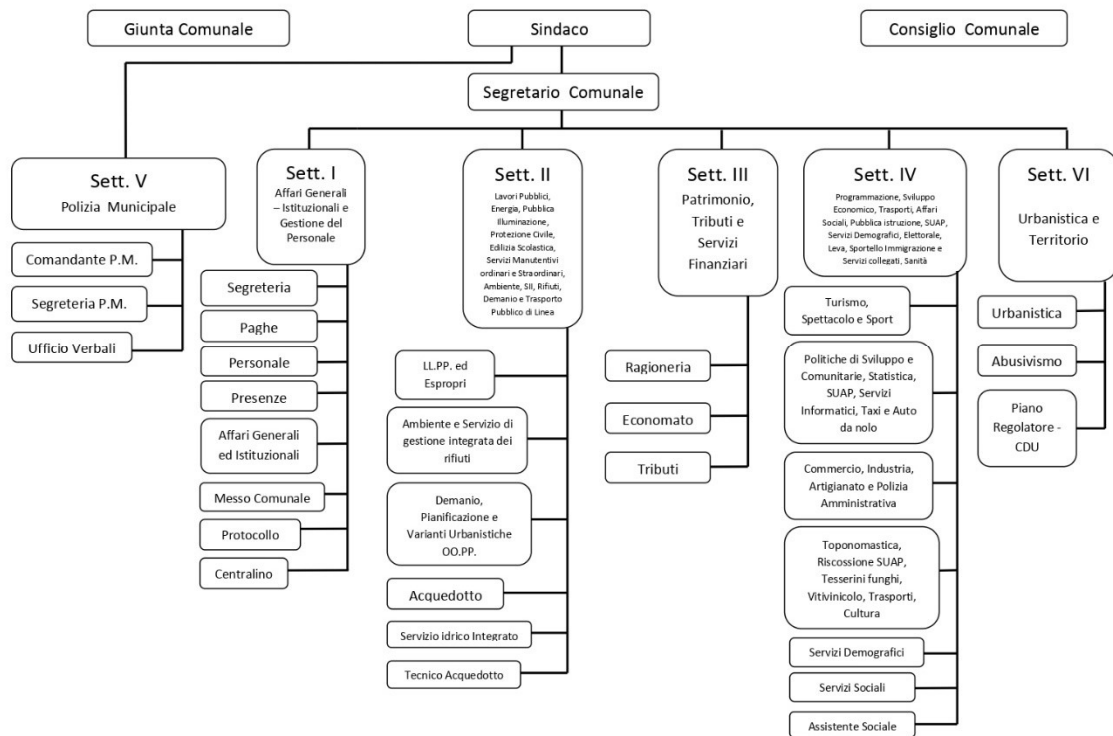 Giunta Comunale
Sindaco
Consiglio Comunale
Segretario Comunale
Sett. V
Polizia Municipale
Comandante P.M.
Segreteria P.M.
Ufficio Verbali
Sett. I
Affari Generali
– Istituzionali e
Gestione del
Personale
Segreteria
Paghe
Personale
Presenze
Affari Generali
ed Istituzionali
Messo Comunale
Protocollo
Centralino
Sett. II
Lavori Pubblici,
Energia, Pubblica
Illuminazione,
Protezione Civile,
Edilizia Scolastica,
Servizi Manutentivi
ordinari e Straordinari,
Ambiente, SII, Rifiuti,
Demanio e Trasporto
Pubblico di Linea
LL.PP. ed
Espropri
Ambiente e Servizio di
gestione integrata dei
rifiuti
Demanio,
Pianificazione e
Varianti Urbanistiche
OO.PP.
Acquedotto
Servizio idrico Integrato
Tecnico Acquedotto
Sett. III
Patrimonio,
Tributi e
Servizi
Finanziari
Ragioneria
Economato
Tributi
Sett. IV
Programmazione, Sviluppo
Economico, Trasporti, Affari
Sociali, Pubblica istruzione, SUAP,
Servizi Demografici, Elettorale,
Leva, Sportello Immigrazione e
Servizi collegati, Sanità
Turismo,
Spettacolo e Sport
Politiche di Sviluppo e
Comunitarie, Statistica,
SUAP, Servizi
Informatici, Taxi e Auto
da nolo
Commercio, Industria,
Artigianato e Polizia
Amministrativa
Toponomastica,
Riscossione SUAP,
Tesserini funghi,
Vitivinicolo, Trasporti,
Cultura
Servizi Demografici
Servizi Sociali
Assistente Sociale
Sett. VI
Urbanistica e
Territorio
Urbanistica
Abusivismo
Piano
Regolatore -
CDU